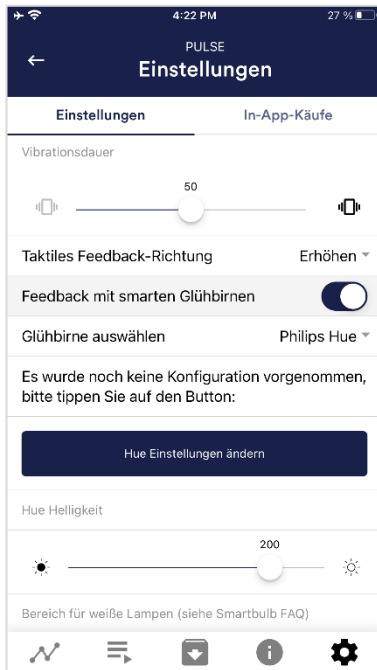 4:22 PM
27 %
PULSE
Einstellungen
Einstellungen
In-App-Käufe
Vibrationsdauer
50
Taktiles Feedback-Richtung
Erhöhen
Feedback mit smarten Glühbirnen
Glühbirne auswählen
Philips Hue
Es wurde noch keine Konfiguration vorgenommen,
bitte tippen Sie auf den Button:
Hue Einstellungen ändern
Hue Helligkeit
200
Bereich für weiße Lampen (siehe Smartbulb FAQ)